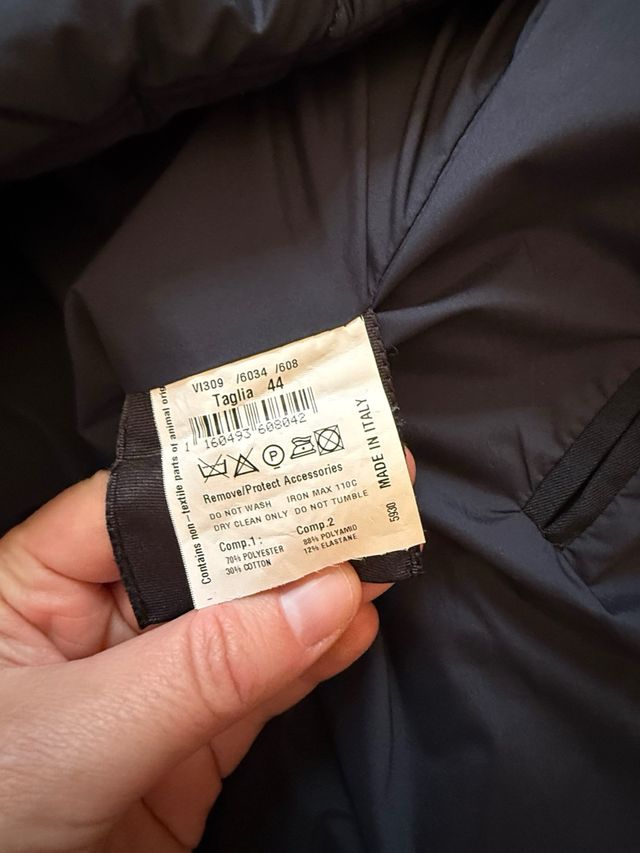 VI309 /6034 /608
Taglia 44
1 160493 608042
P
Remove/Protect Accessories
DO NOT WASH IRON MAX 110C
DRY CLEAN ONLY DO NOT TUMBLE
Comp.1: Comp.2
70% POLYESTER 88% POLYAMID
30% COTTON 12% ELASTANE
Contains non-textile parts of animal
MADE IN ITALY
5930